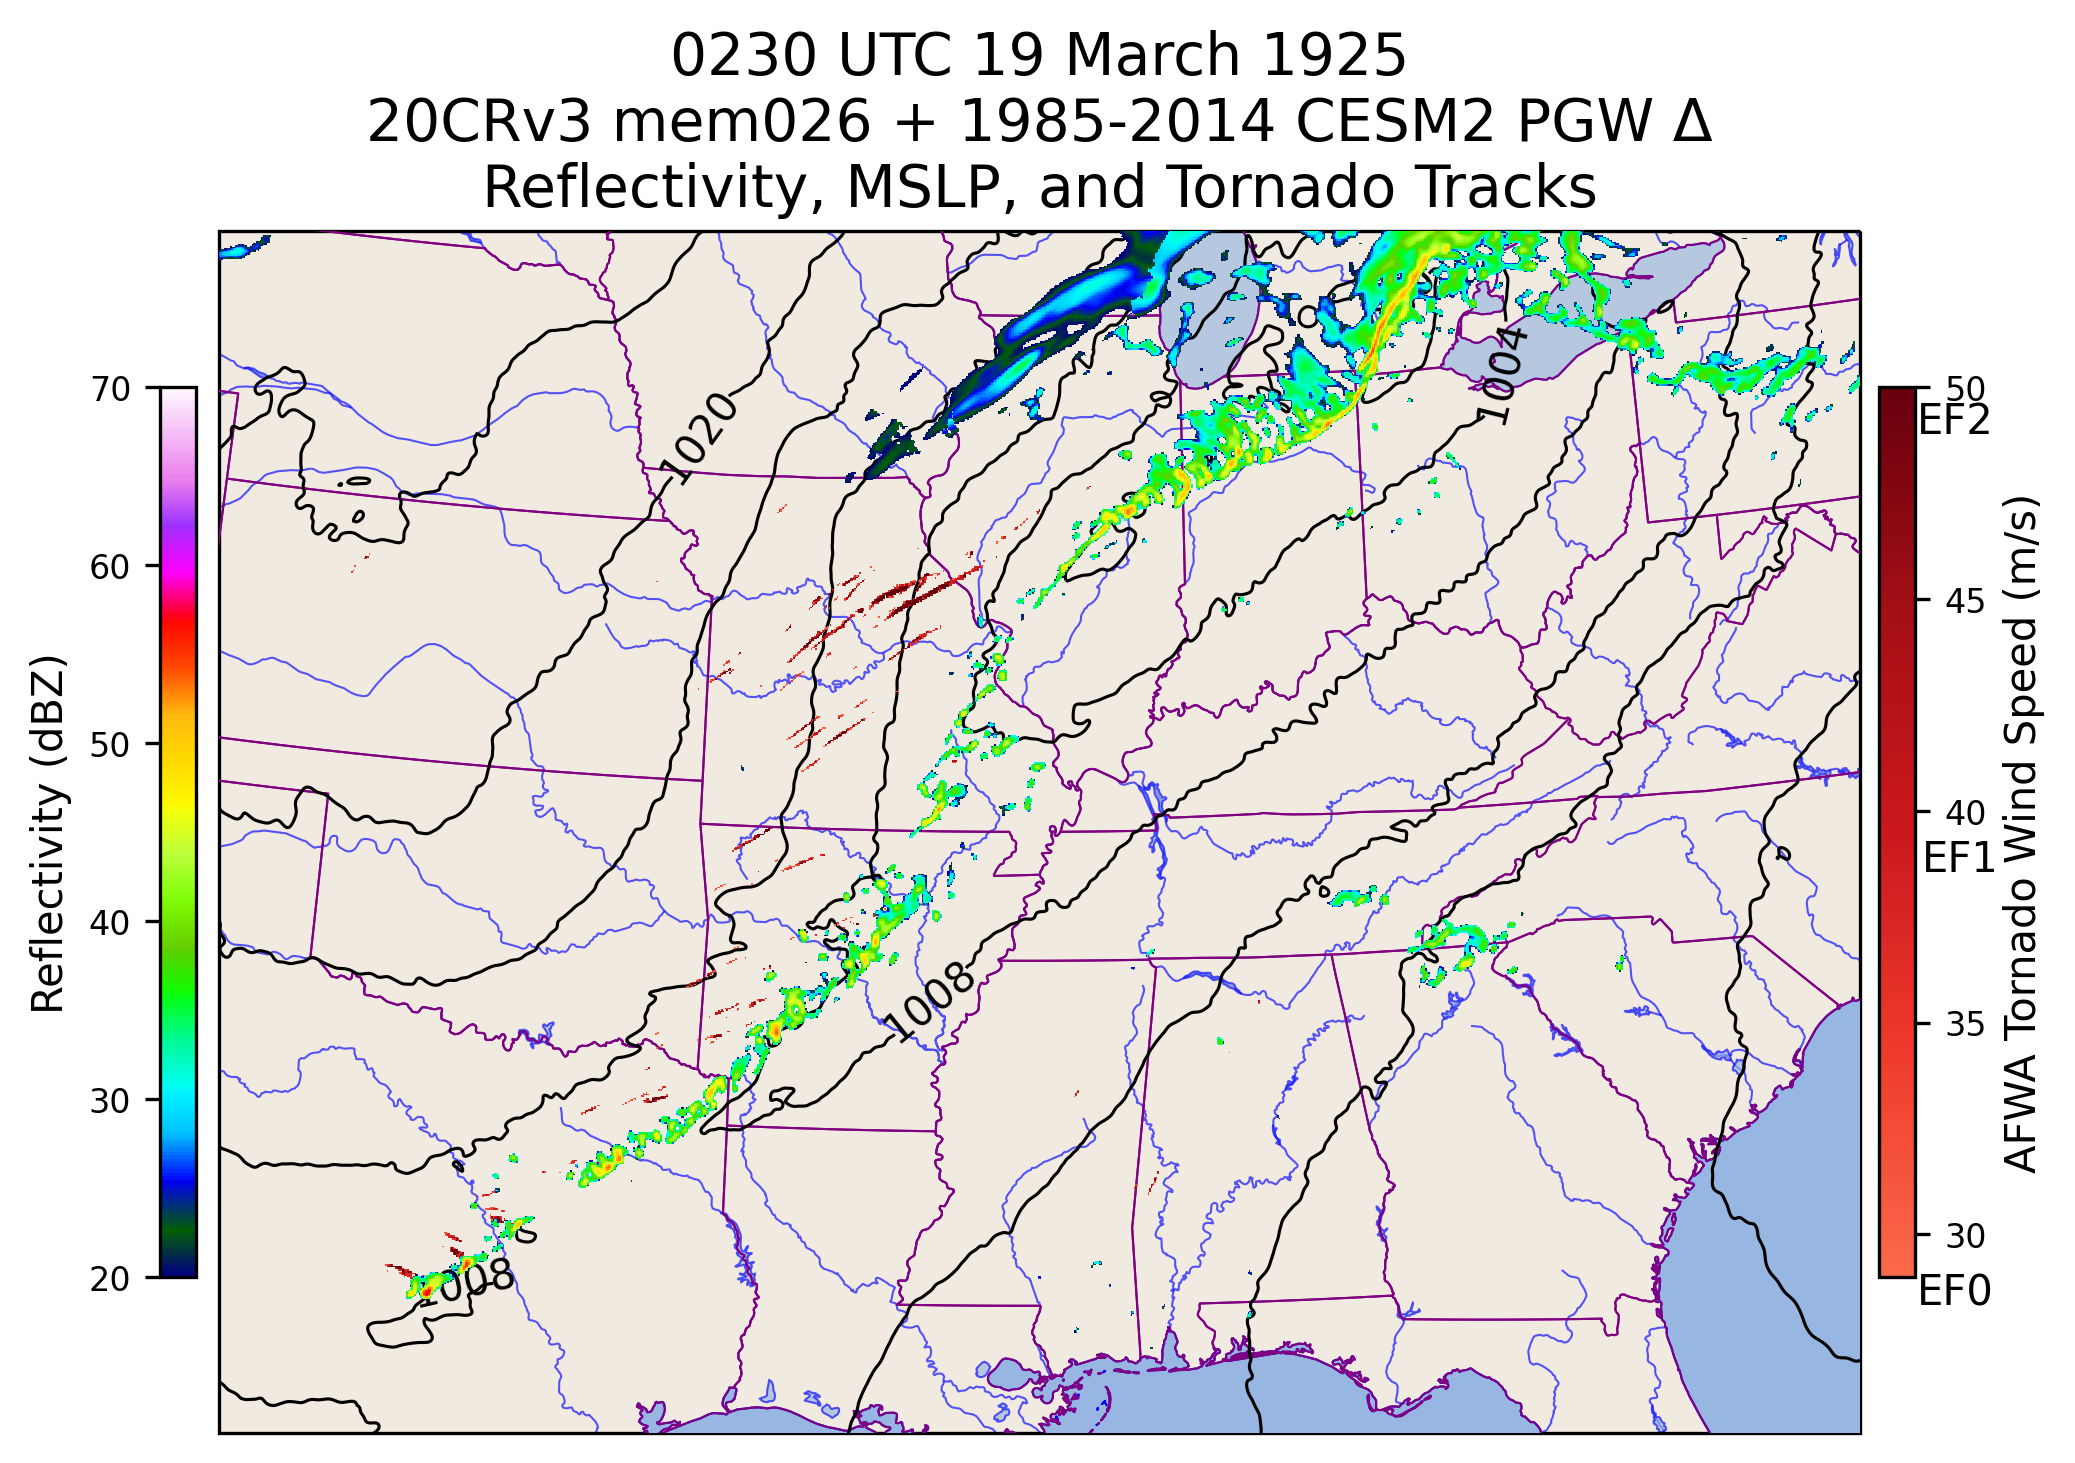 0230 UTC 19 March 1925
20CRv3 mem026 + 1985-2014 CESM2 PGW Δ
Reflectivity, MSLP, and Tornado Tracks
70
60
50
40
30
20
Reflectivity (dBZ)
1020
1004
1008
1008
50
EF2
45
40
EF1
35
30
EF0
AFWA Tornado Wind Speed (m/s)